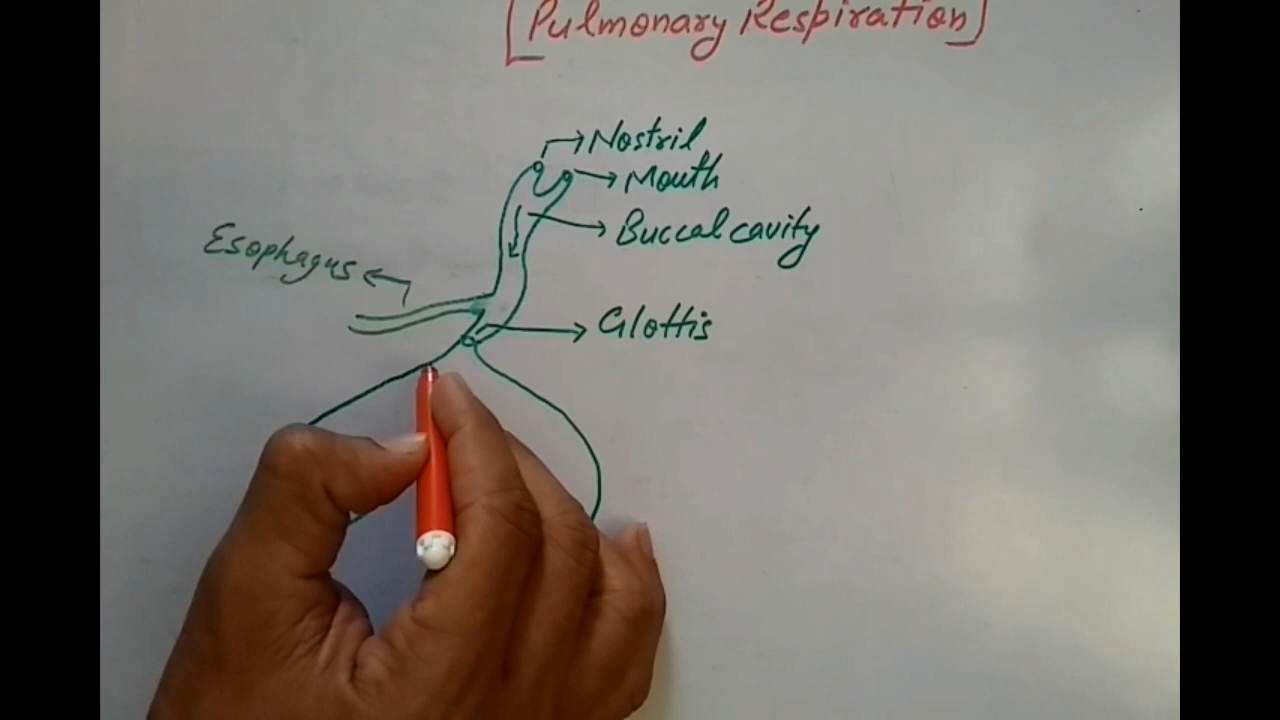 [Pulmonary Respiration]
Nostril
Mouth
Buccal cavity
Esophagus
Glottis